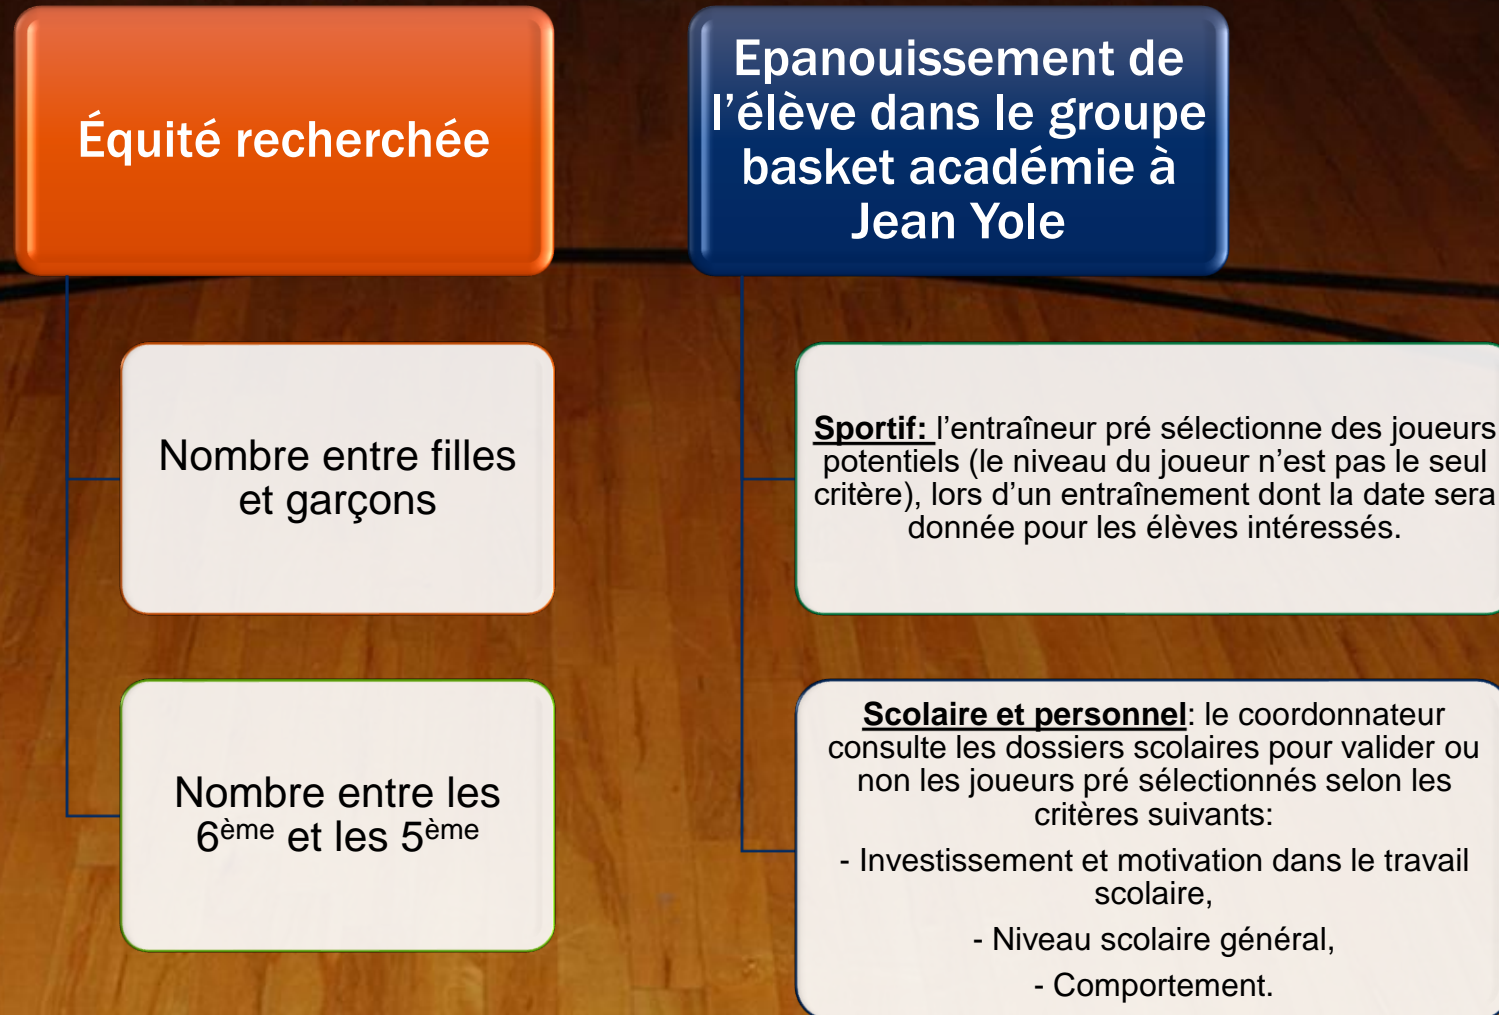 Équité recherchée
Nombre entre filles
et garçons
Nombre entre les
6ème et les 5ème
Epanouissement de
l’élève dans le groupe
basket académie à
Jean Yole
Sportif: l’entraîneur pré sélectionne des joueurs
potentiels (le niveau du joueur n’est pas le seul
critère), lors d’un entraînement dont la date sera
donnée pour les élèves intéressés.
Scolaire et personnel: le coordonnateur
consulte les dossiers scolaires pour valider ou
non les joueurs pré sélectionnés selon les
critères suivants:
- Investissement et motivation dans le travail
scolaire,
- Niveau scolaire général,
- Comportement.